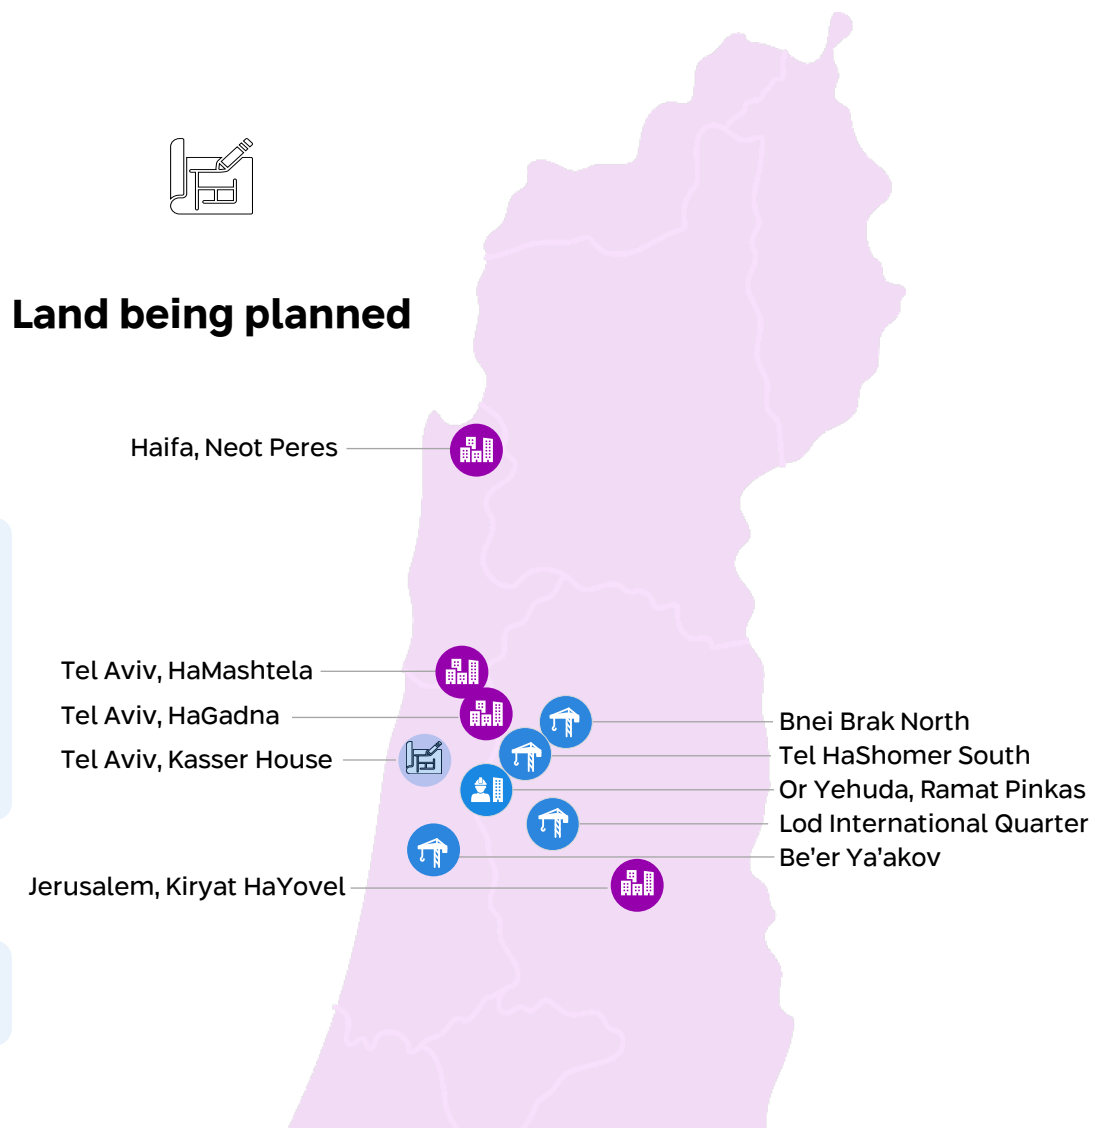 Land being planned
Haifa, Neot Peres
Tel Aviv, HaMashtela
Tel Aviv, HaGadna
Tel Aviv, Kasser House
Jerusalem, Kiryat HaYovel
Bnei Brak North
Tel HaShomer South
Or Yehuda, Ramat Pinkas
Lod International Quarter
Be’er Ya’akov